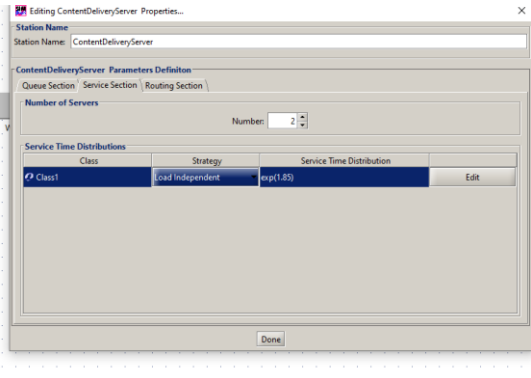 Editing ContentDeliveryServer Properties...
Station Name
Station Name: ContentDeliveryServer
ContentDeliveryServer Parameters Definiton
Queue Section Service Section Routing Section
Number of Servers
Number: 2
Service Time Distributions
Class Strategy Service Time Distribution
Class1 Load Independent exp(1.85) Edit
Done